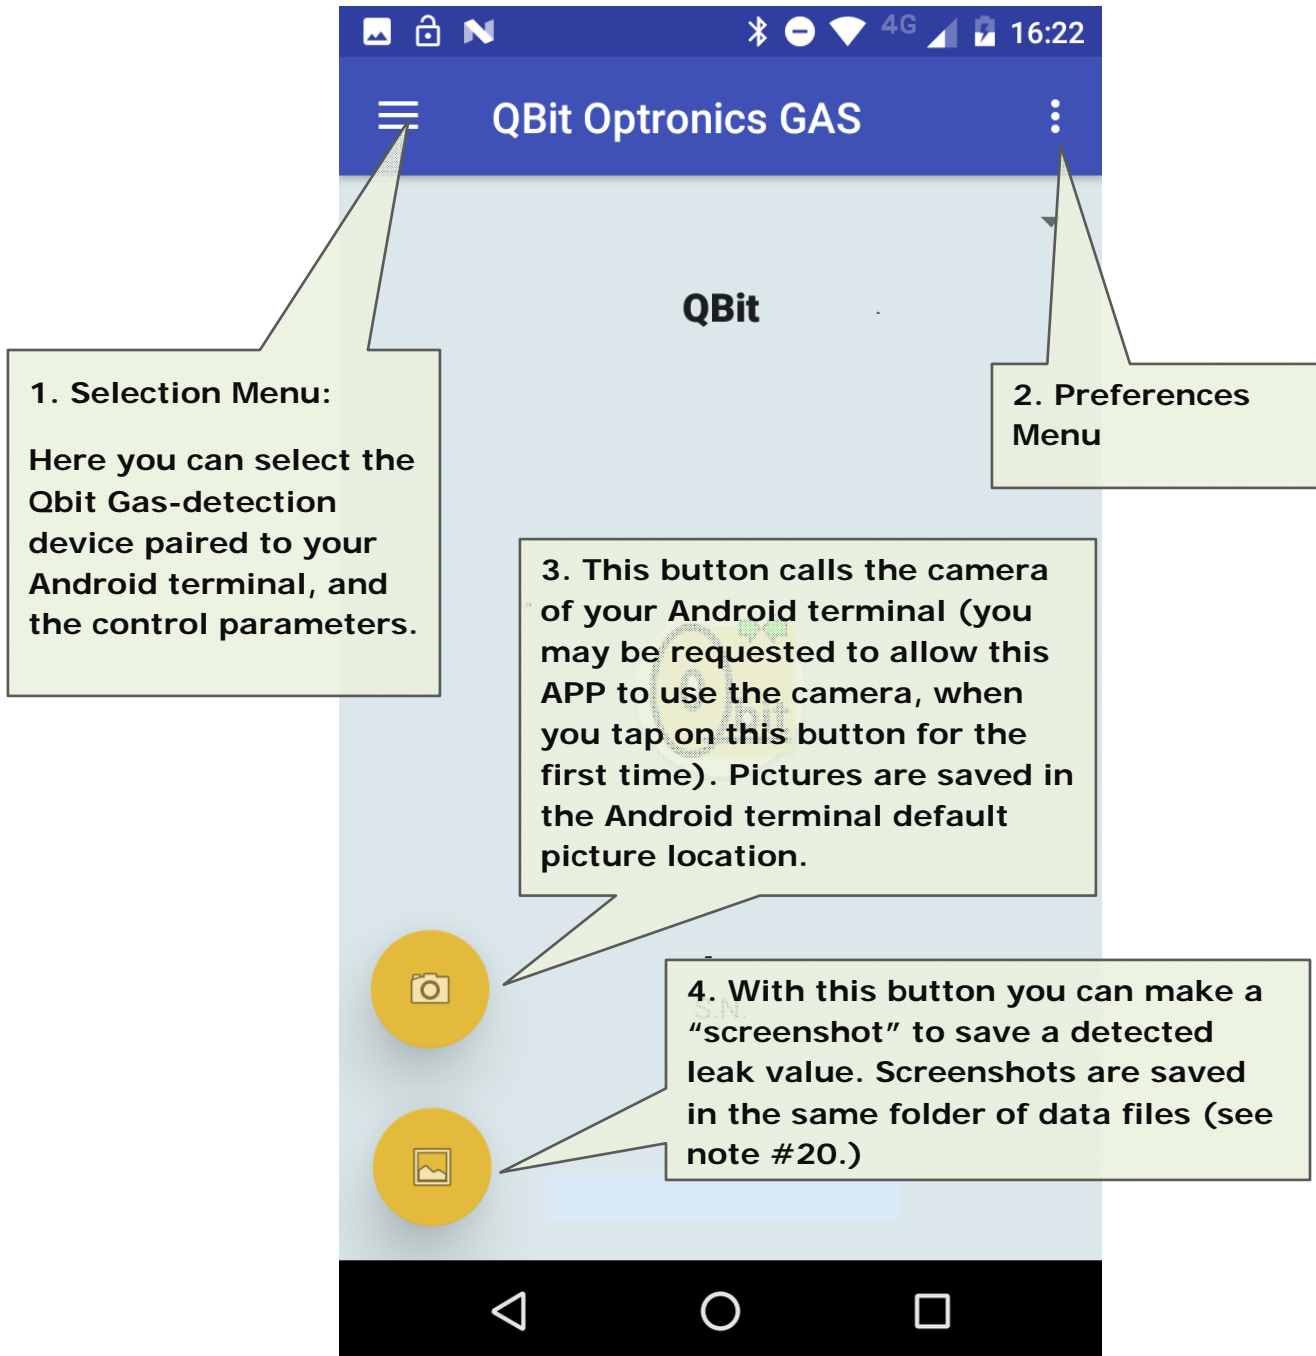 4G 16:22
QBit Optronics GAS
QBit
1. Selection Menu:
Here you can select the
Qbit Gas-detection
device paired to your
Android terminal, and
the control parameters.
2. Preferences
Menu
3. This button calls the camera
of your Android terminal (you
may be requested to allow this
APP to use the camera, when
you tap on this button for the
first time). Pictures are saved in
the Android terminal default
picture location.
Qbit
4. With this button you can make a
“screenshot” to save a detected
leak value. Screenshots are saved
in the same folder of data files (see
note #20.)
S.N.